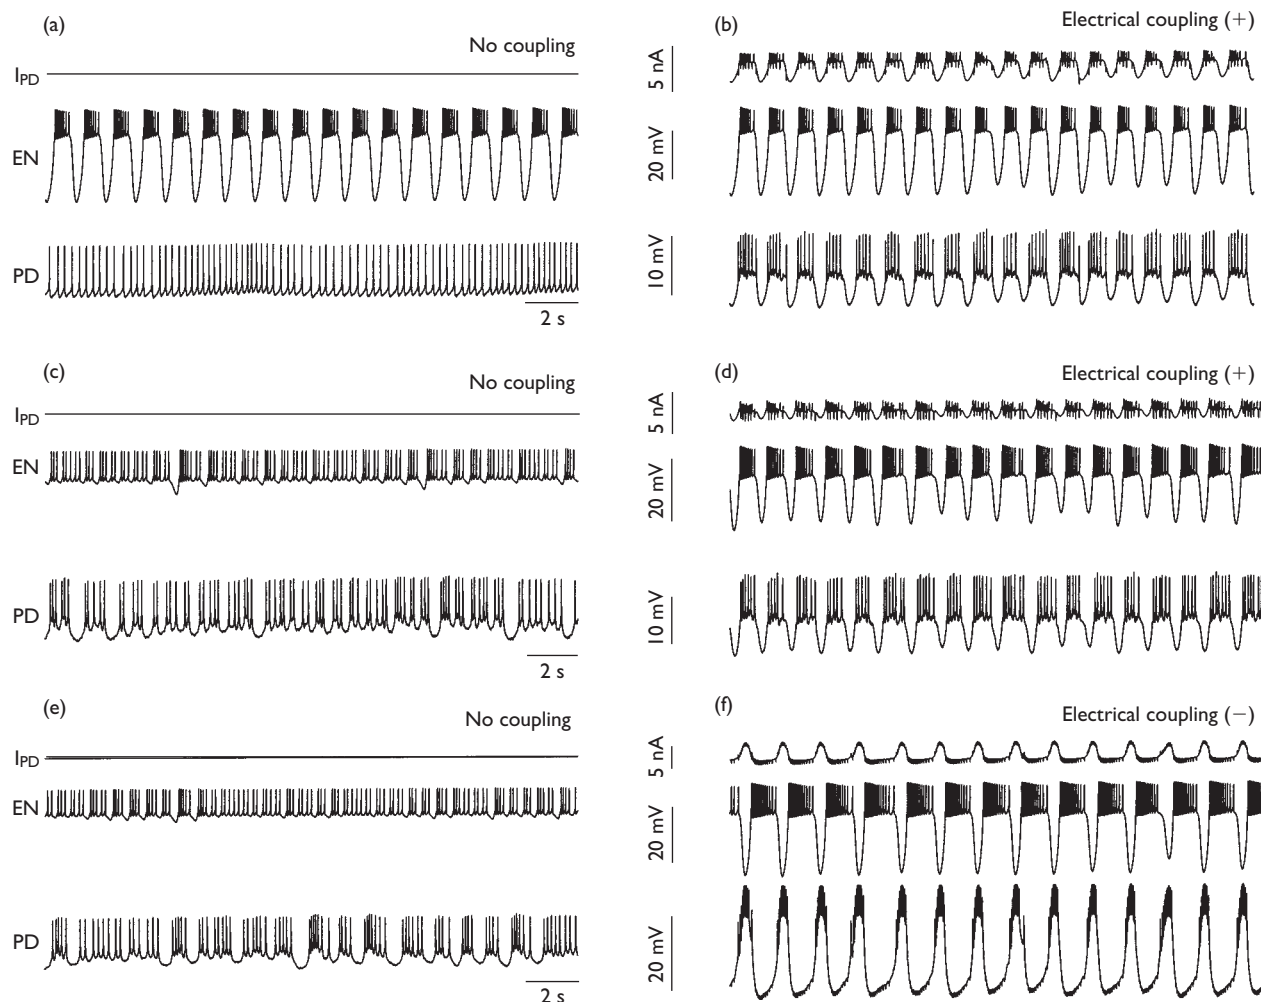 (a)
No coupling
I_PD
EN
PD
2 s
(b)
Electrical coupling (+)
5 nA
20 mV
10 mV
(c)
No coupling
I_PD
EN
PD
2 s
(d)
Electrical coupling (+)
5 nA
20 mV
10 mV
(e)
No coupling
I_PD
EN
PD
2 s
(f)
Electrical coupling (−)
5 nA
20 mV
20 mV